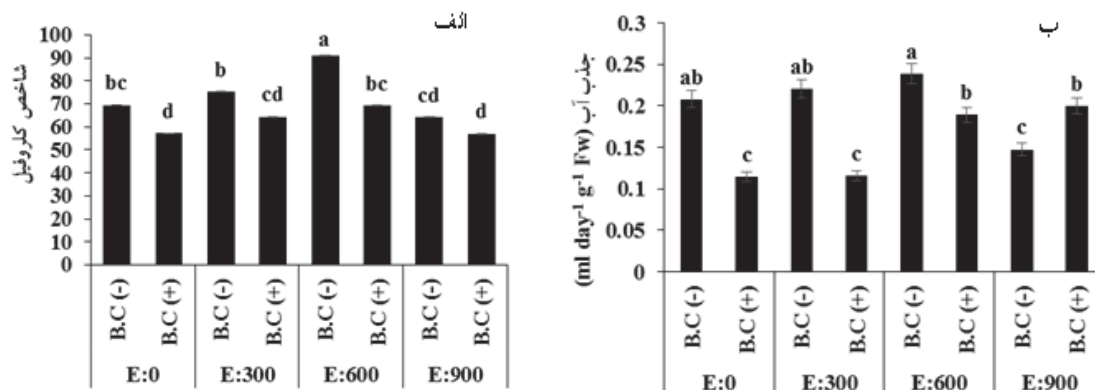 الف
شاخص کلروفیل
100
90
80
70
60
50
40
30
20
10
0
bc
d
b
cd
a
bc
cd
d
B.C (-)
B.C (+)
B.C (-)
B.C (+)
B.C (-)
B.C (+)
B.C (-)
B.C (+)
E:0
E:300
E:600
E:900
ب
جذب آب
(ml day-1 g-1 Fw)
0.3
0.25
0.2
0.15
0.1
0.05
0
ab
c
ab
c
a
b
c
b
B.C (-)
B.C (+)
B.C (-)
B.C (+)
B.C (-)
B.C (+)
B.C (-)
B.C (+)
E:0
E:300
E:600
E:900